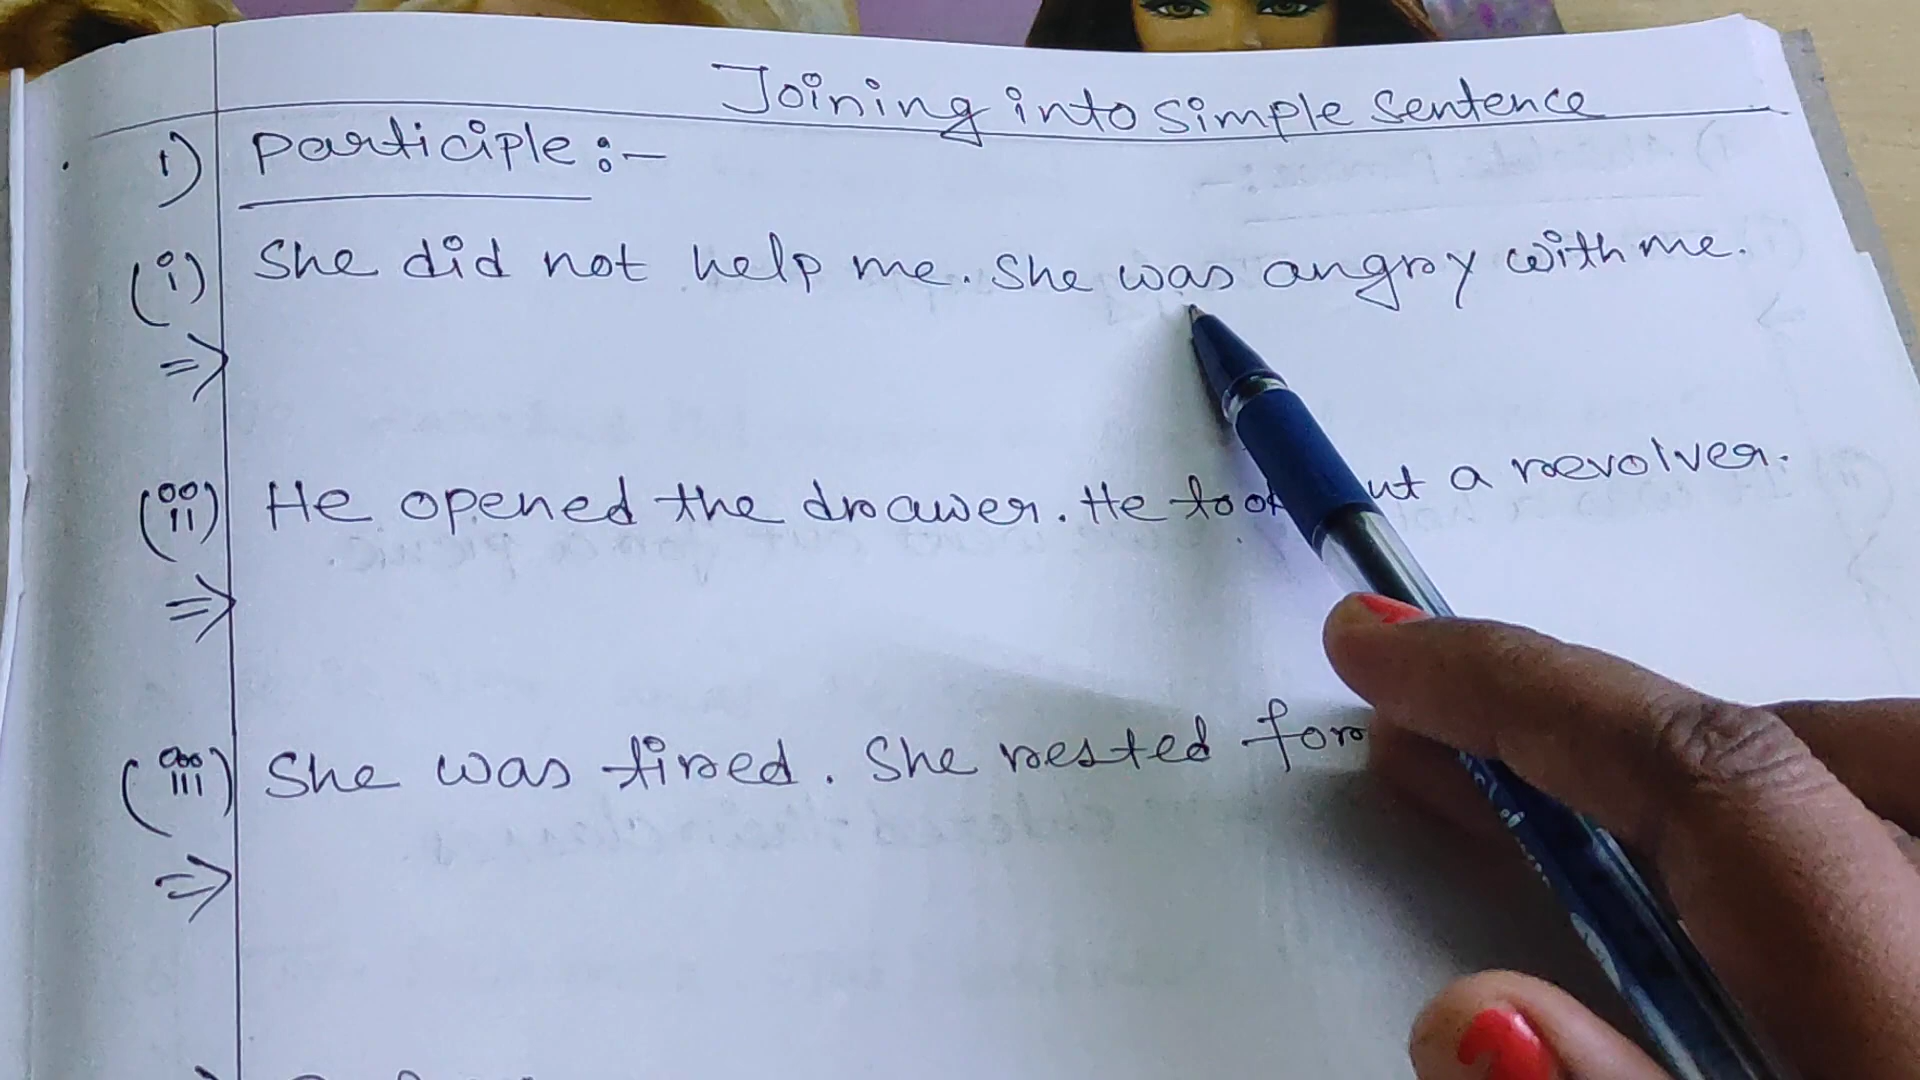 Joining into simple sentence
1) Participle :-
(i) She did not help me. She was angry with me.
=>
(ii) He opened the drawer. He took out a revolver.
=>
(iii) She was tired. She rested for
=>